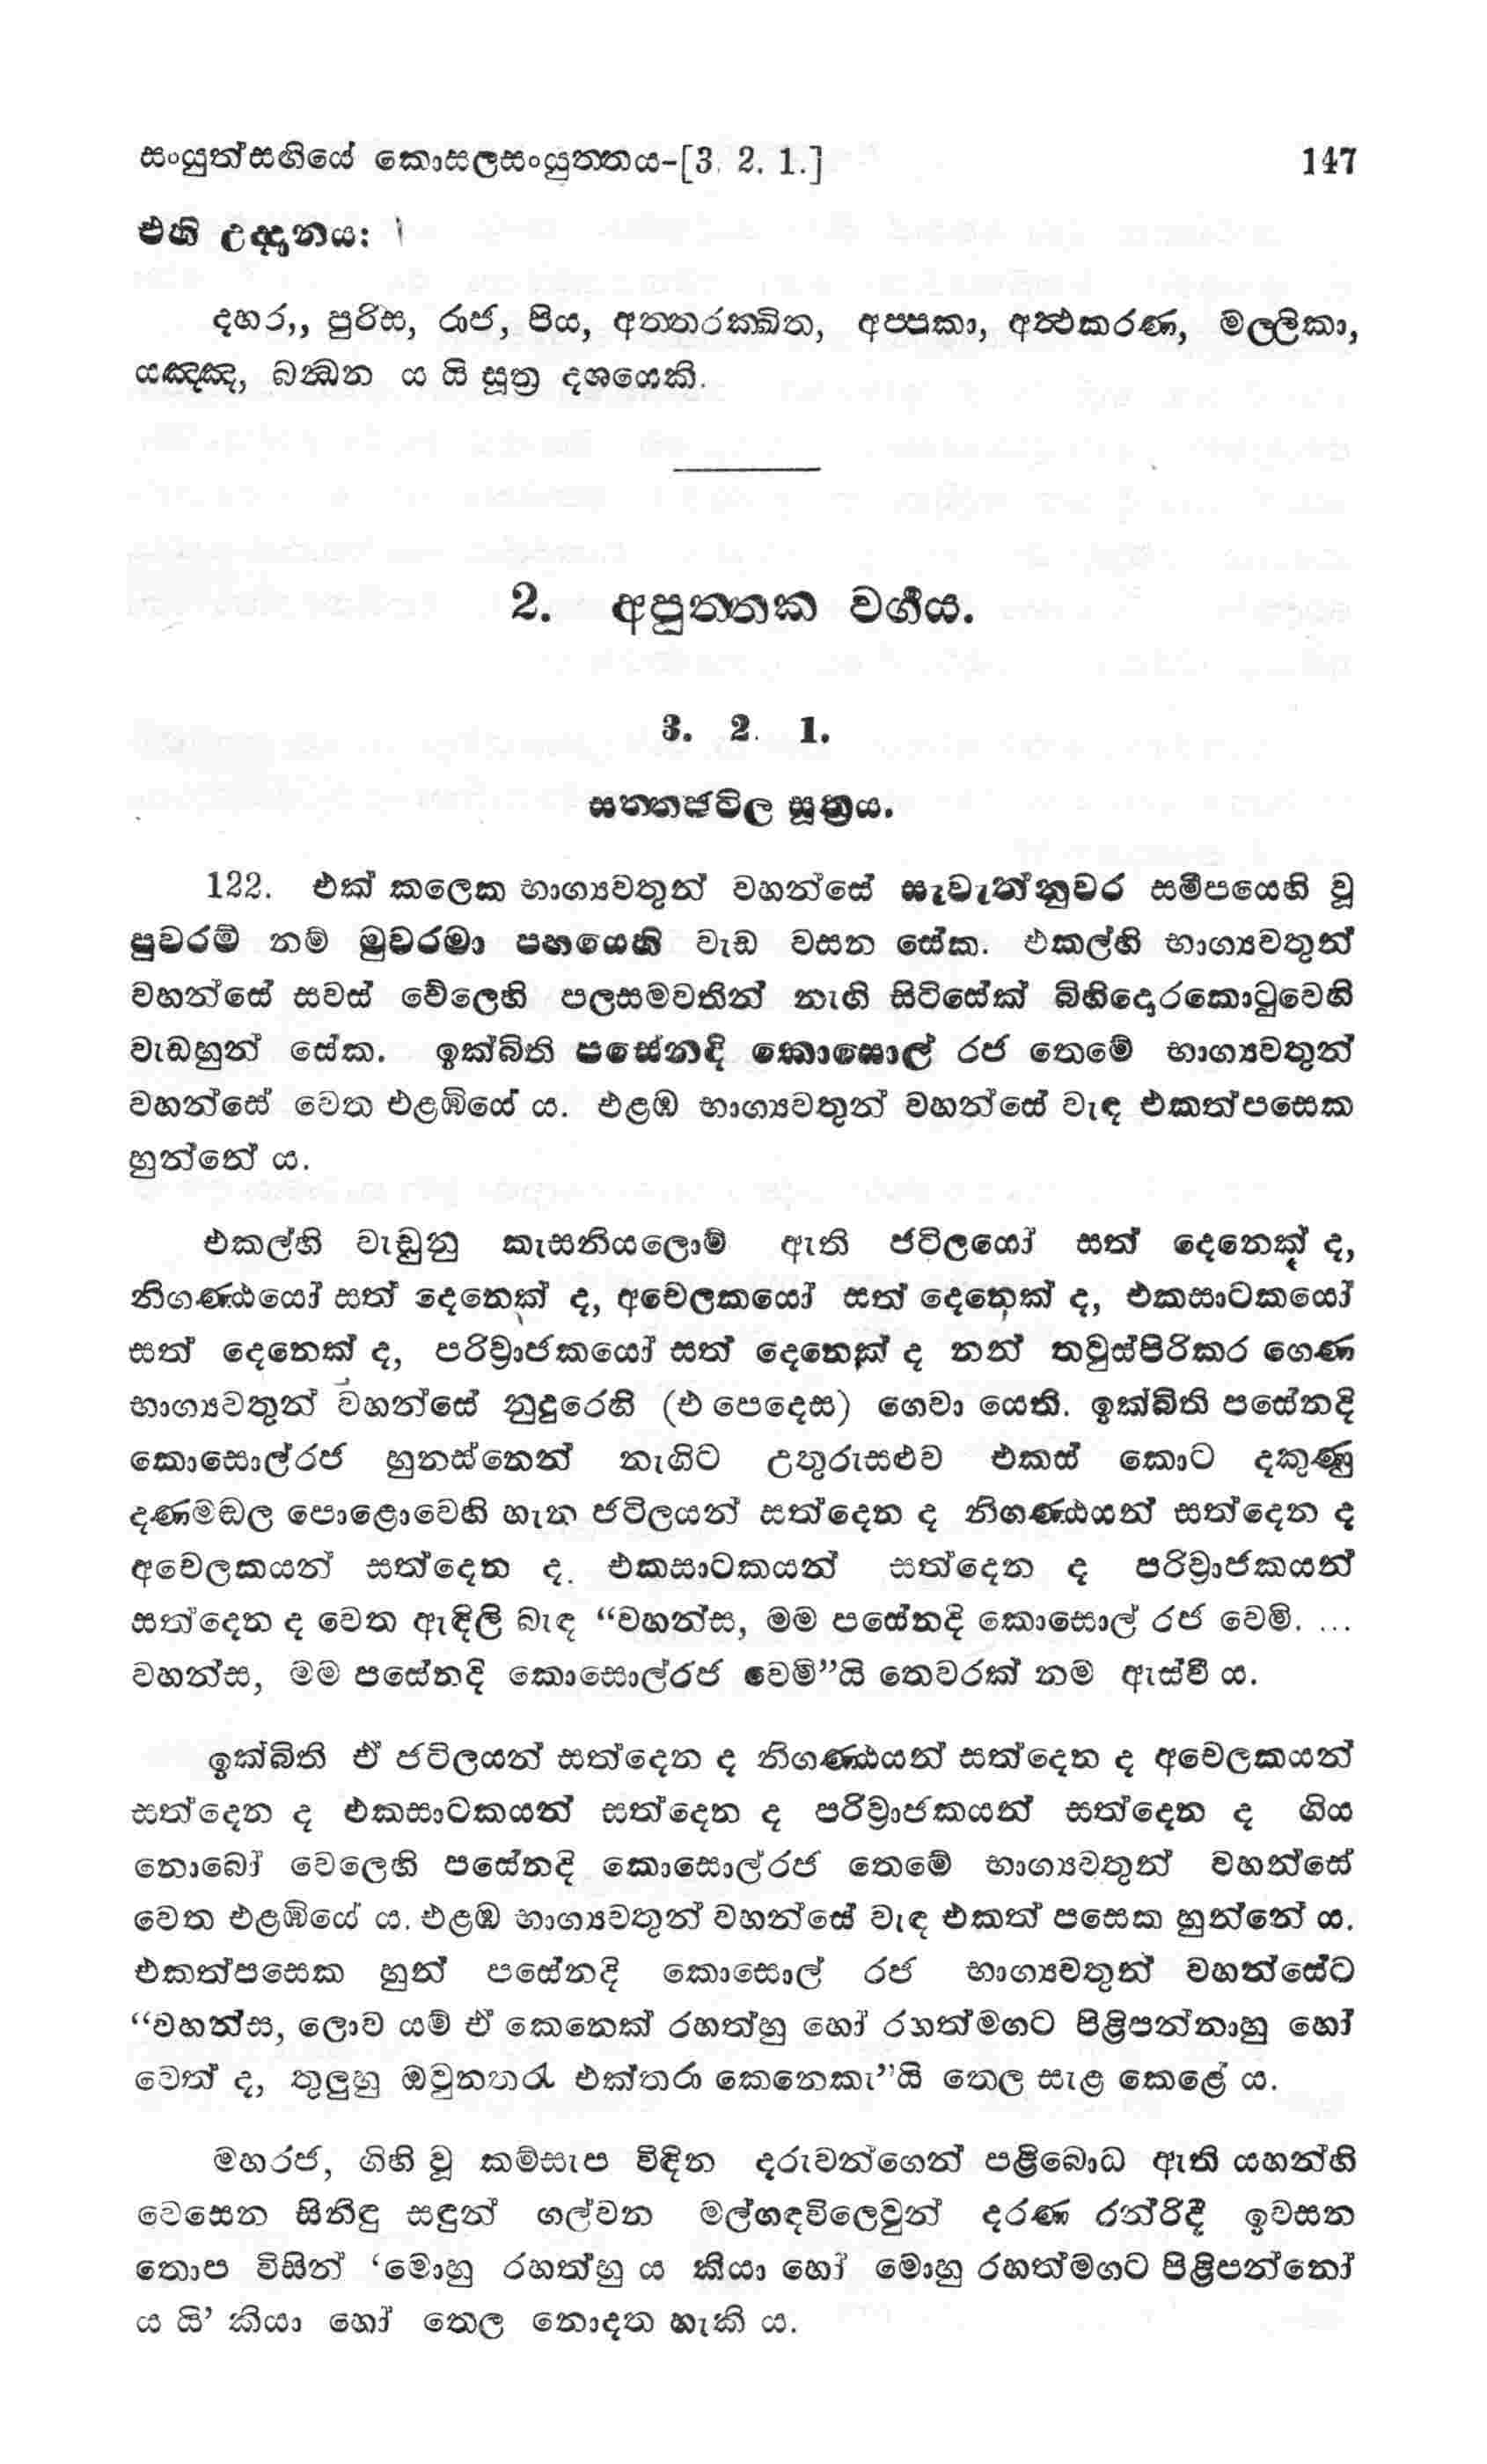 සංයුත්සඟියේ කොසලසංයුත්තය-[3. 2. 1.] 147
එහි උද්දානය:
දහර,, පුරිස, රාජ, පිය, අත්තරක්ඛිත, අප්පකා, අත්ථකරණ, මල්ලිකා,
යඤ්ඤ, බන්ධන ය යි සූත්‍ර දශයෙකි.
2. අපුත්තක වර්ගය.
3. 2. 1.
සත්තජටිල සූත්‍රය.
122. එක් කලෙක භාග්‍යවතුන් වහන්සේ සැවැත්නුවර සමීපයෙහි වූ
පුවරම් නම් මුවරමා පහයෙහි වැඩ වසන සේක. එකල්හි භාග්‍යවතුන්
වහන්සේ සවස් වේලෙහි පලසමවතින් නැඟී සිටිසේක් බිහිදොරකොටුවෙහි
වැඩහුන් සේක. ඉක්බිති පසේනදි කොසොල් රජ තෙමේ භාග්‍යවතුන්
වහන්සේ වෙත එළඹියේ ය. එළඹ භාග්‍යවතුන් වහන්සේ වැඳ එකත්පසෙක
හුන්නේ ය.
එකල්හි වැඩුනු කැසනියලොම් ඇති ජටිලයෝ සත් දෙනෙක් ද,
නිගණ්ඨයෝ සත් දෙනෙක් ද, අචෙලකයෝ සත් දෙනෙක් ද, එකසාටකයෝ
සත් දෙනෙක් ද, පරිව්‍රාජකයෝ සත් දෙනෙක් ද නන් තවුස්පිරිකර ගෙණ
භාග්‍යවතුන් වහන්සේ නුදුරෙහි (එ පෙදෙස) ගෙවා යෙති. ඉක්බිති පසේනදි
කොසොල්රජ හුනස්නෙන් නැගිට උතුරුසළුව එකස් කොට දකුණු
දණමඬල පොළොවෙහි හැන ජටිලයන් සත්දෙන ද නිගණ්ඨයන් සත්දෙන ද
අචෙලකයන් සත්දෙන ද, එකසාටකයන් සත්දෙන ද පරිව්‍රාජකයන්
සත්දෙන ද වෙත ඇඳිලි බැඳ “වහන්ස, මම පසේනදි කොසොල් රජ වෙමි. ...
වහන්ස, මම පසේනදි කොසොල්රජ වෙමි”යි තෙවරක් නම ඇස්වී ය.
ඉක්බිති ඒ ජටිලයන් සත්දෙන ද නිගණ්ඨයන් සත්දෙන ද අචෙලකයන්
සත්දෙන ද එකසාටකයන් සත්දෙන ද පරිව්‍රාජකයන් සත්දෙන ද ගිය
නොබෝ වෙලෙහි පසේනදි කොසොල්රජ තෙමේ භාග්‍යවතුන් වහන්සේ
වෙත එළඹියේ ය. එළඹ භාග්‍යවතුන් වහන්සේ වැඳ එකත් පසෙක හුන්නේ ය.
එකත්පසෙක හුන් පසේනදි කොසොල් රජ භාග්‍යවතුන් වහන්සේට
“වහන්ස, ලොව යම් ඒ කෙනෙක් රහත්හු හෝ රහත්මගට පිළිපන්නාහු හෝ
වෙත් ද, තුලුහු ඔවුනතරැ එක්තරා කෙනෙකැ”යි තෙල සැළ කෙළේ ය.
මහරජ, ගිහි වූ කම්සැප විඳින දරුවන්ගෙන් පළිබොධ ඇති යහන්හි
වෙසෙන සිනිඳු සඳුන් ගල්වන මල්ගඳවිලෙවුන් දරණ රන්රිදී ඉවසන
තොප විසින් ‘මොහු රහත්හු ය කියා හෝ මොහු රහත්මගට පිළිපන්නෝ
ය යි’ කියා හෝ තෙල නොදත හැකි ය.